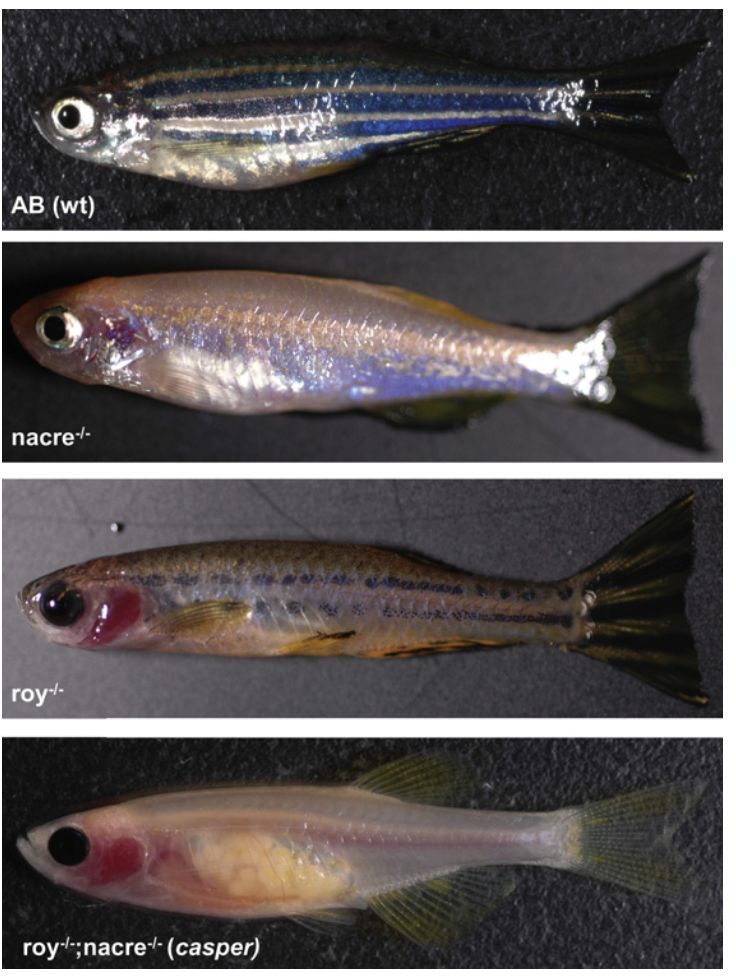 AB (wt)
nacre-/-
roy-/-
roy-/-;nacre-/- (casper)